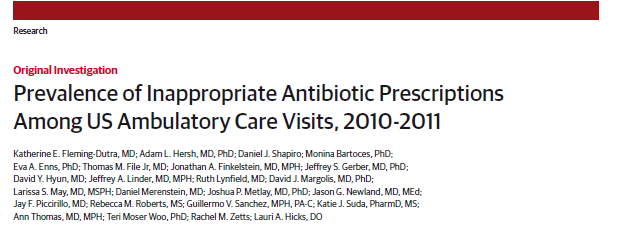 Research
Original Investigation
Prevalence of Inappropriate Antibiotic Prescriptions
Among US Ambulatory Care Visits, 2010-2011
Katherine E. Fleming-Dutra, MD; Adam L. Hersh, MD, PhD; Daniel J. Shapiro; Monina Bartoces, PhD;
Eva A. Enns, PhD; Thomas M. File Jr, MD; Jonathan A. Finkelstein, MD, MPH; Jeffrey S. Gerber, MD, PhD;
David Y. Hyun, MD; Jeffrey A. Linder, MD, MPH; Ruth Lynfield, MD; David J. Margolis, MD, PhD;
Larissa S. May, MD, MSPH; Daniel Merenstein, MD; Joshua P. Metlay, MD, PhD; Jason G. Newland, MD, MEd;
Jay F. Piccirillo, MD; Rebecca M. Roberts, MS; Guillermo V. Sanchez, MPH, PA-C; Katie J. Suda, PharmD, MS;
Ann Thomas, MD, MPH; Teri Moser Woo, PhD; Rachel M. Zetts; Lauri A. Hicks, DO